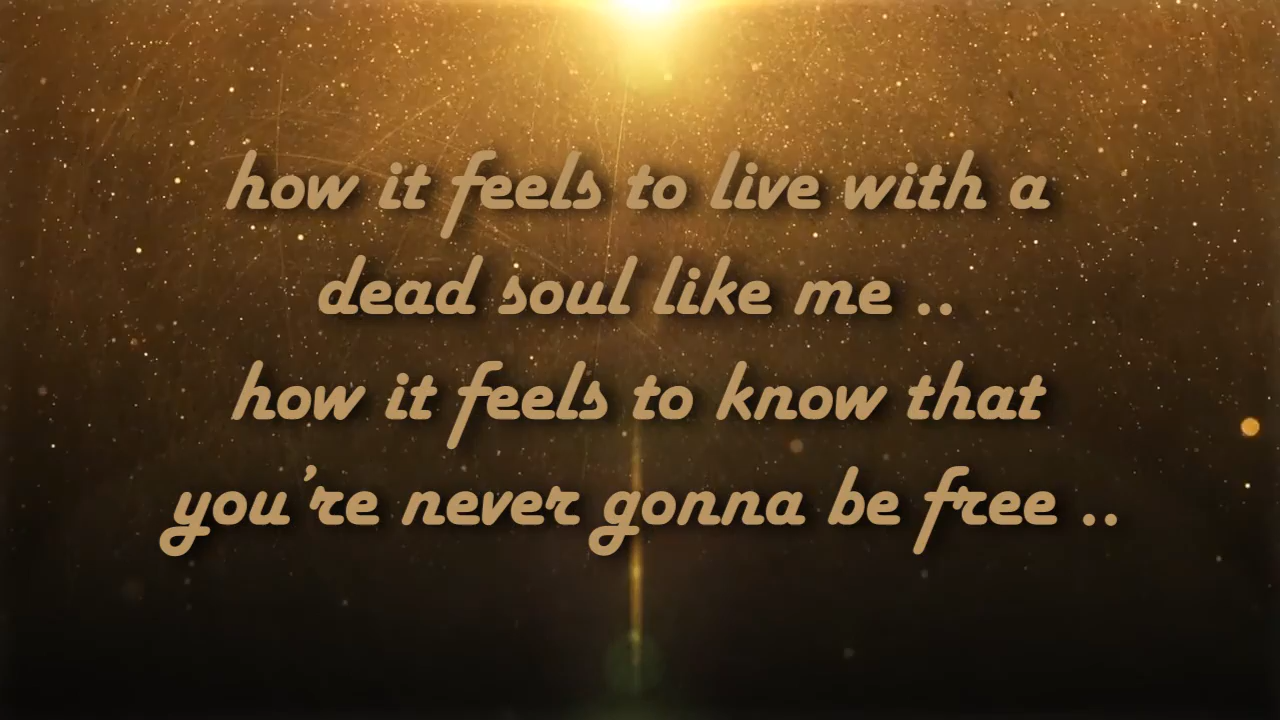 how it feels to live with a
dead soul like me ..
how it feels to know that
you're never gonna be free ..